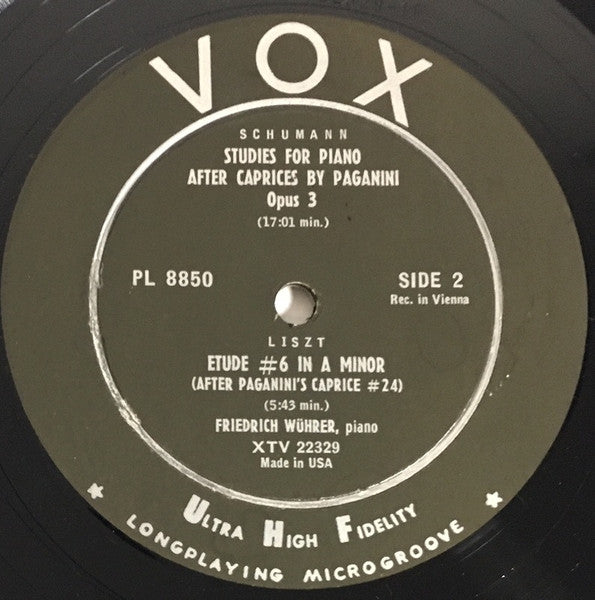 VOX
SCHUMANN
STUDIES FOR PIANO
AFTER CAPRICES BY PAGANINI
Opus 3
(17:01 min.)
PL 8850
SIDE 2
Rec. in Vienna
LISZT
ETUDE #6 IN A MINOR
(AFTER PAGANINI'S CAPRICE #24)
(5:43 min.)
FRIEDRICH WÜHRER, piano
XTV 22329
Made in USA
ULTRA HIGH FIDELITY
★ LONGPLAYING MICROGROOVE ★